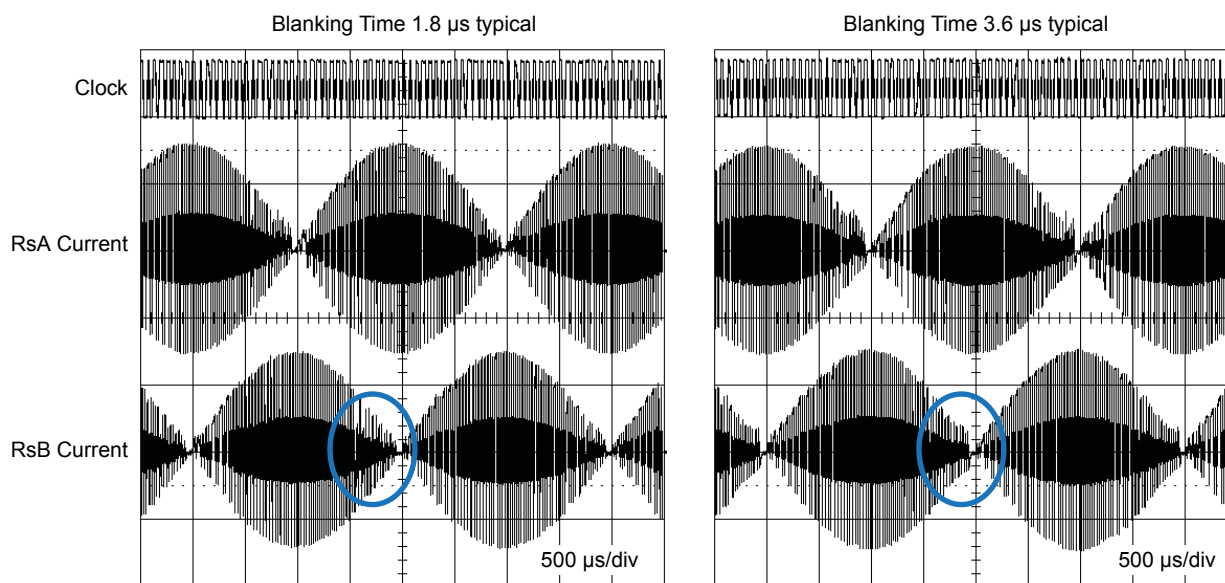 Blanking Time 1.8 μs typical
Blanking Time 3.6 μs typical
Clock
RsA Current
RsB Current
500 μs/div
500 μs/div